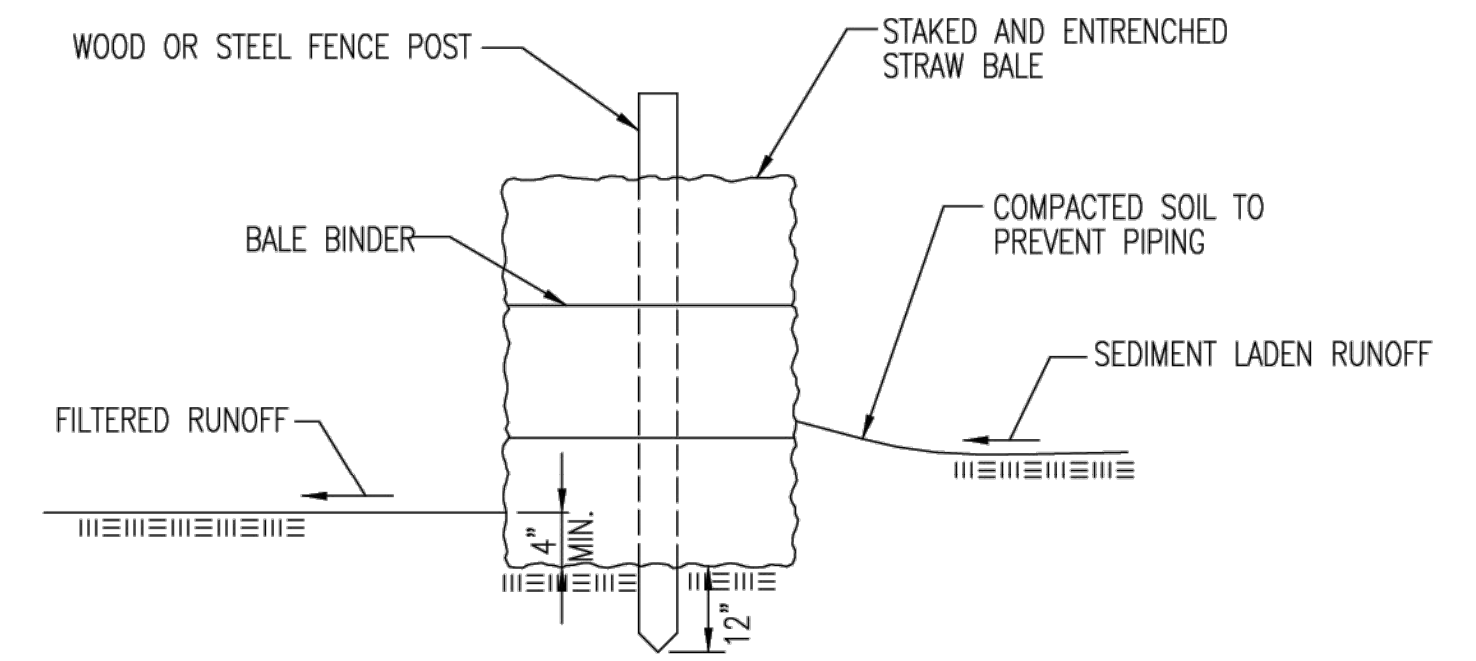 WOOD OR STEEL FENCE POST
STAKED AND ENTRENCHED
STRAW BALE
COMPACTED SOIL TO
PREVENT PIPING
BALE BINDER
SEDIMENT LADEN RUNOFF
FILTERED RUNOFF
4"
MIN.
12"